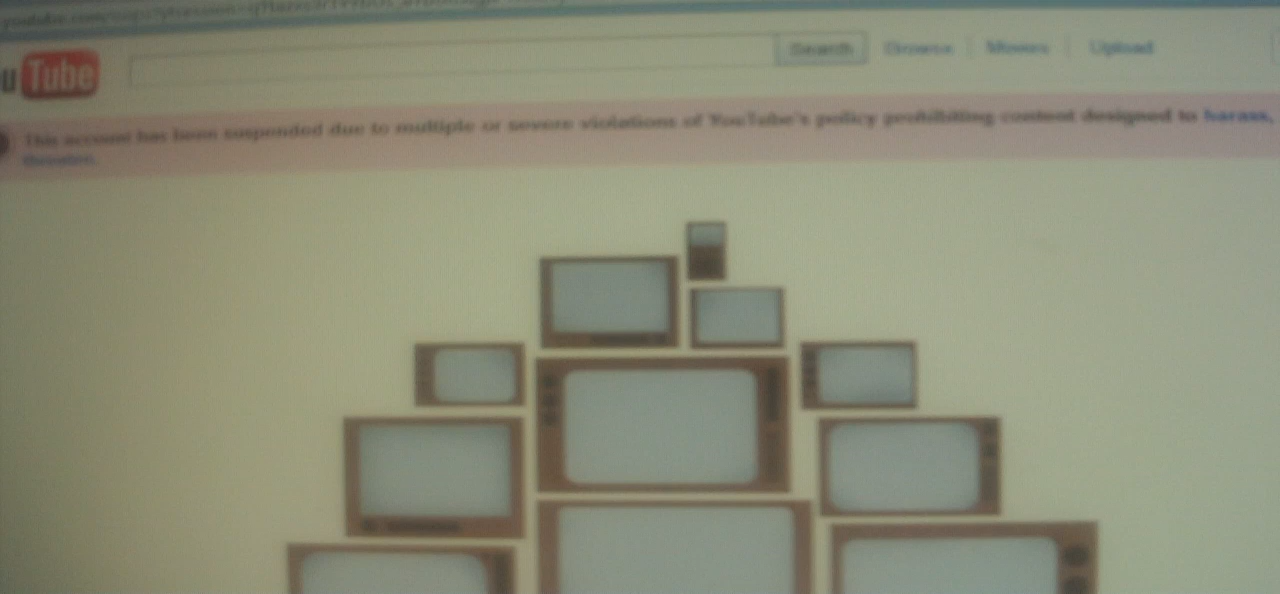 uTube
Search Browse Movies Upload
This account has been suspended due to multiple or severe violations of YouTube's policy prohibiting content designed to harass,
threaten.